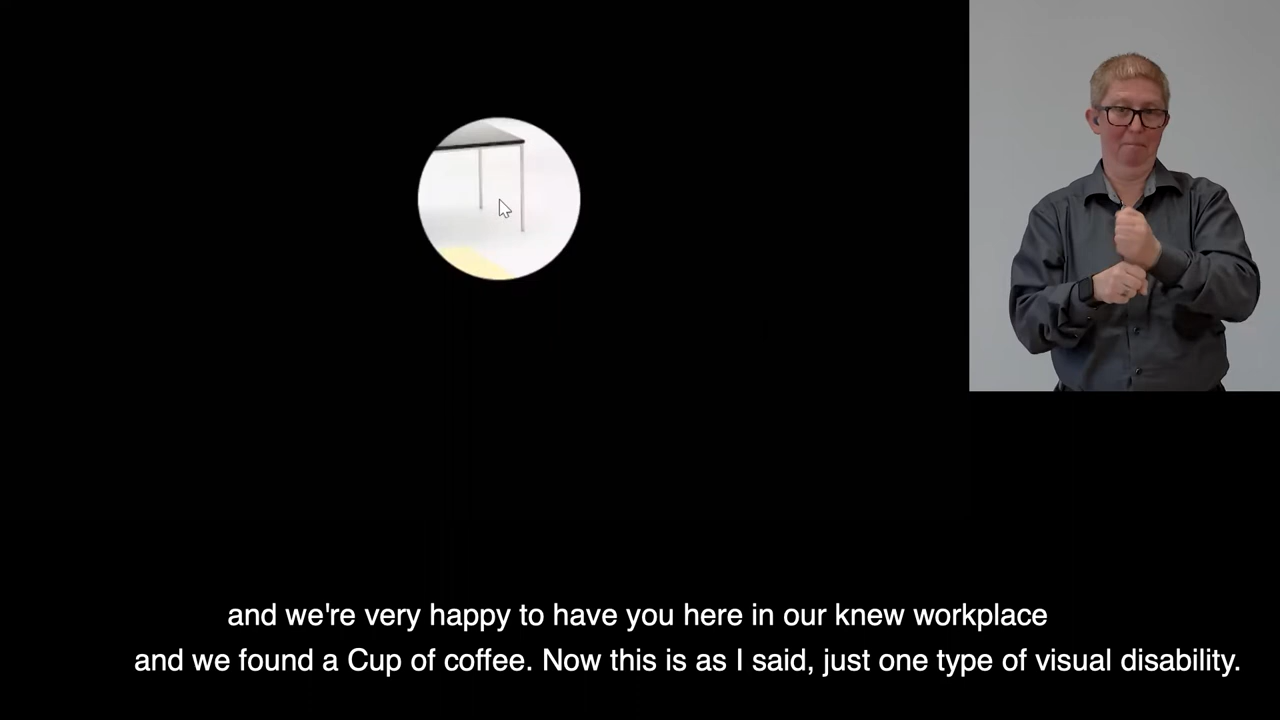 and we're very happy to have you here in our knew workplace
and we found a Cup of coffee. Now this is as I said, just one type of visual disability.